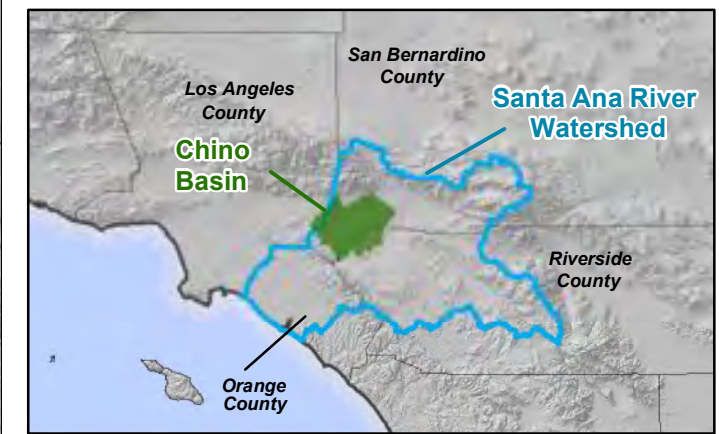 San Bernardino
County
Los Angeles
County
Santa Ana River
Watershed
Chino
Basin
Riverside
County
Orange
County